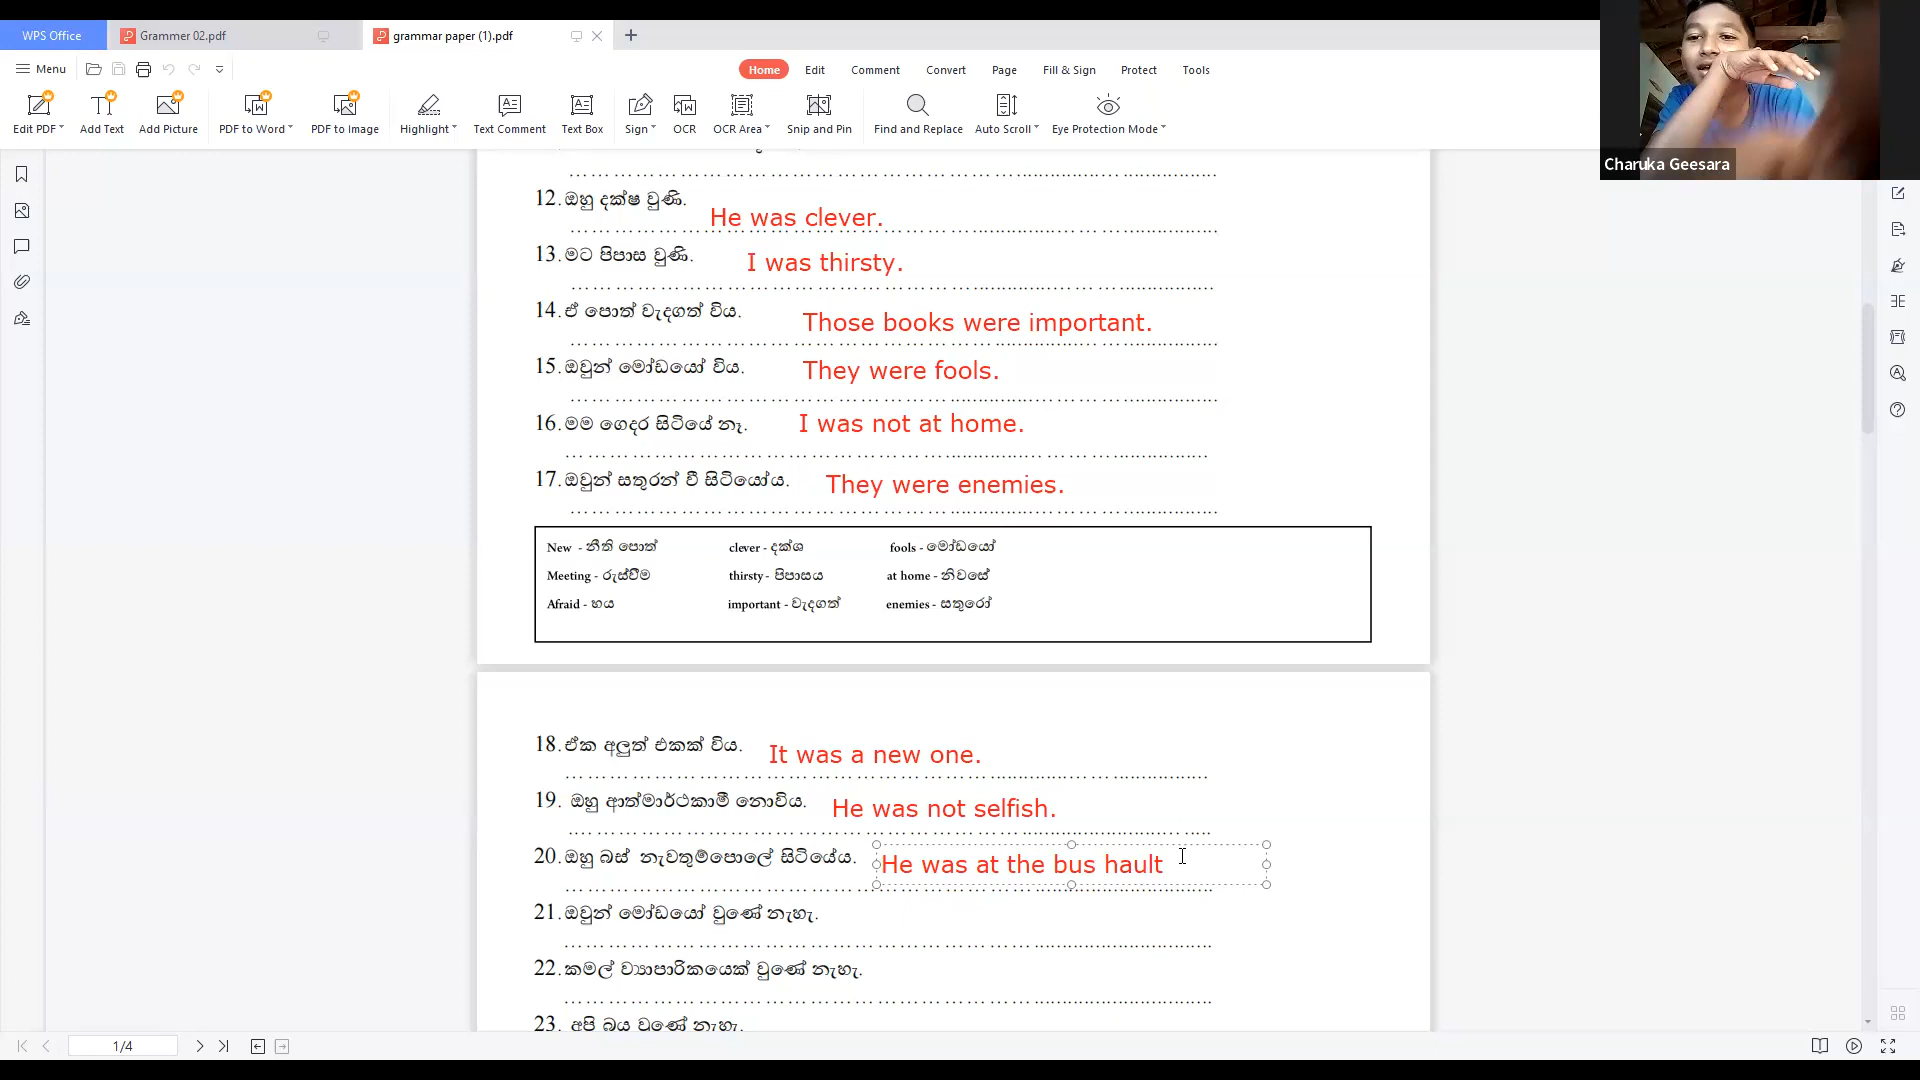 WPS Office
Grammer 02.pdf
grammar paper (1).pdf
Menu
Home Edit Comment Convert Page Fill & Sign Protect Tools
Edit PDF Add Text Add Picture PDF to Word PDF to Image Highlight Text Comment Text Box Sign OCR OCR Area Snip and Pin Find and Replace Auto Scroll Eye Protection Mode
Charuka Geesara
12. ඔහු දක්ෂ වුණි.
He was clever.
13. මට පිපාස වුණි.
I was thirsty.
14. ඒ පොත් වැදගත් විය.
Those books were important.
15. ඔවුන් මෝඩයෝ විය.
They were fools.
16. මම ගෙදර සිටියේ නෑ.
I was not at home.
17. ඔවුන් සතුරන් වී සිටියෝය.
They were enemies.
New - නීති පොත් clever - දක්ශ fools - මෝඩයෝ
Meeting - රුස්වීම thirsty - පිපාසය at home - නිවසේ
Afraid - භය important - වැදගත් enemies - සතුරෝ
18. ඒක අලුත් එකක් විය.
It was a new one.
19. ඔහු ආත්මාර්ථකාමී නොවිය.
He was not selfish.
20. ඔහු බස් නැවතුම්පොලේ සිටියේය.
He was at the bus hault
21. ඔවුන් මෝඩයෝ වුණේ නැහැ.
22. කමල් ව්‍යාපාරිකයෙක් වුණේ නැහැ.
23. අපි බය වුණේ නැහැ.
1/4